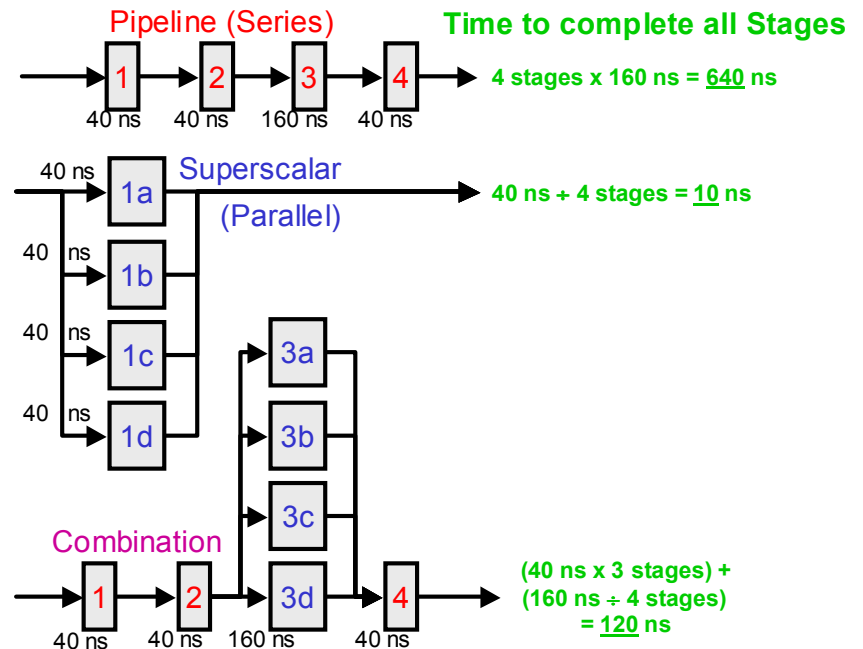 Pipeline (Series)
Time to complete all Stages
1
2
3
4
4 stages x 160 ns = 640 ns
40 ns
40 ns
160 ns
40 ns
40 ns
1a
Superscalar
(Parallel)
40 ns ÷ 4 stages = 10 ns
40 ns
1b
40 ns
1c
40 ns
1d
3a
3b
3c
3d
Combination
1
2
4
40 ns
40 ns
160 ns
40 ns
(40 ns x 3 stages) +
(160 ns ÷ 4 stages)
= 120 ns